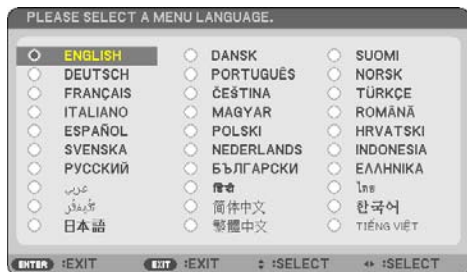 PLEASE SELECT A MENU LANGUAGE.
ENGLISH DANSK SUOMI
DEUTSCH PORTUGUÊS NORSK
FRANÇAIS ČEŠTINA TÜRKÇE
ITALIANO MAGYAR ROMÂNĂ
ESPAÑOL POLSKI HRVATSKI
SVENSKA NEDERLANDS INDONESIA
РУССКИЙ БЪЛГАРСКИ ΕΛΛΗΝΙΚΑ
عربي हिन्दी ไทย
简体中文 한국어
日本語 繁體中文 TIẾNG VIỆT
ENTER :EXIT EXIT :EXIT :SELECT :SELECT